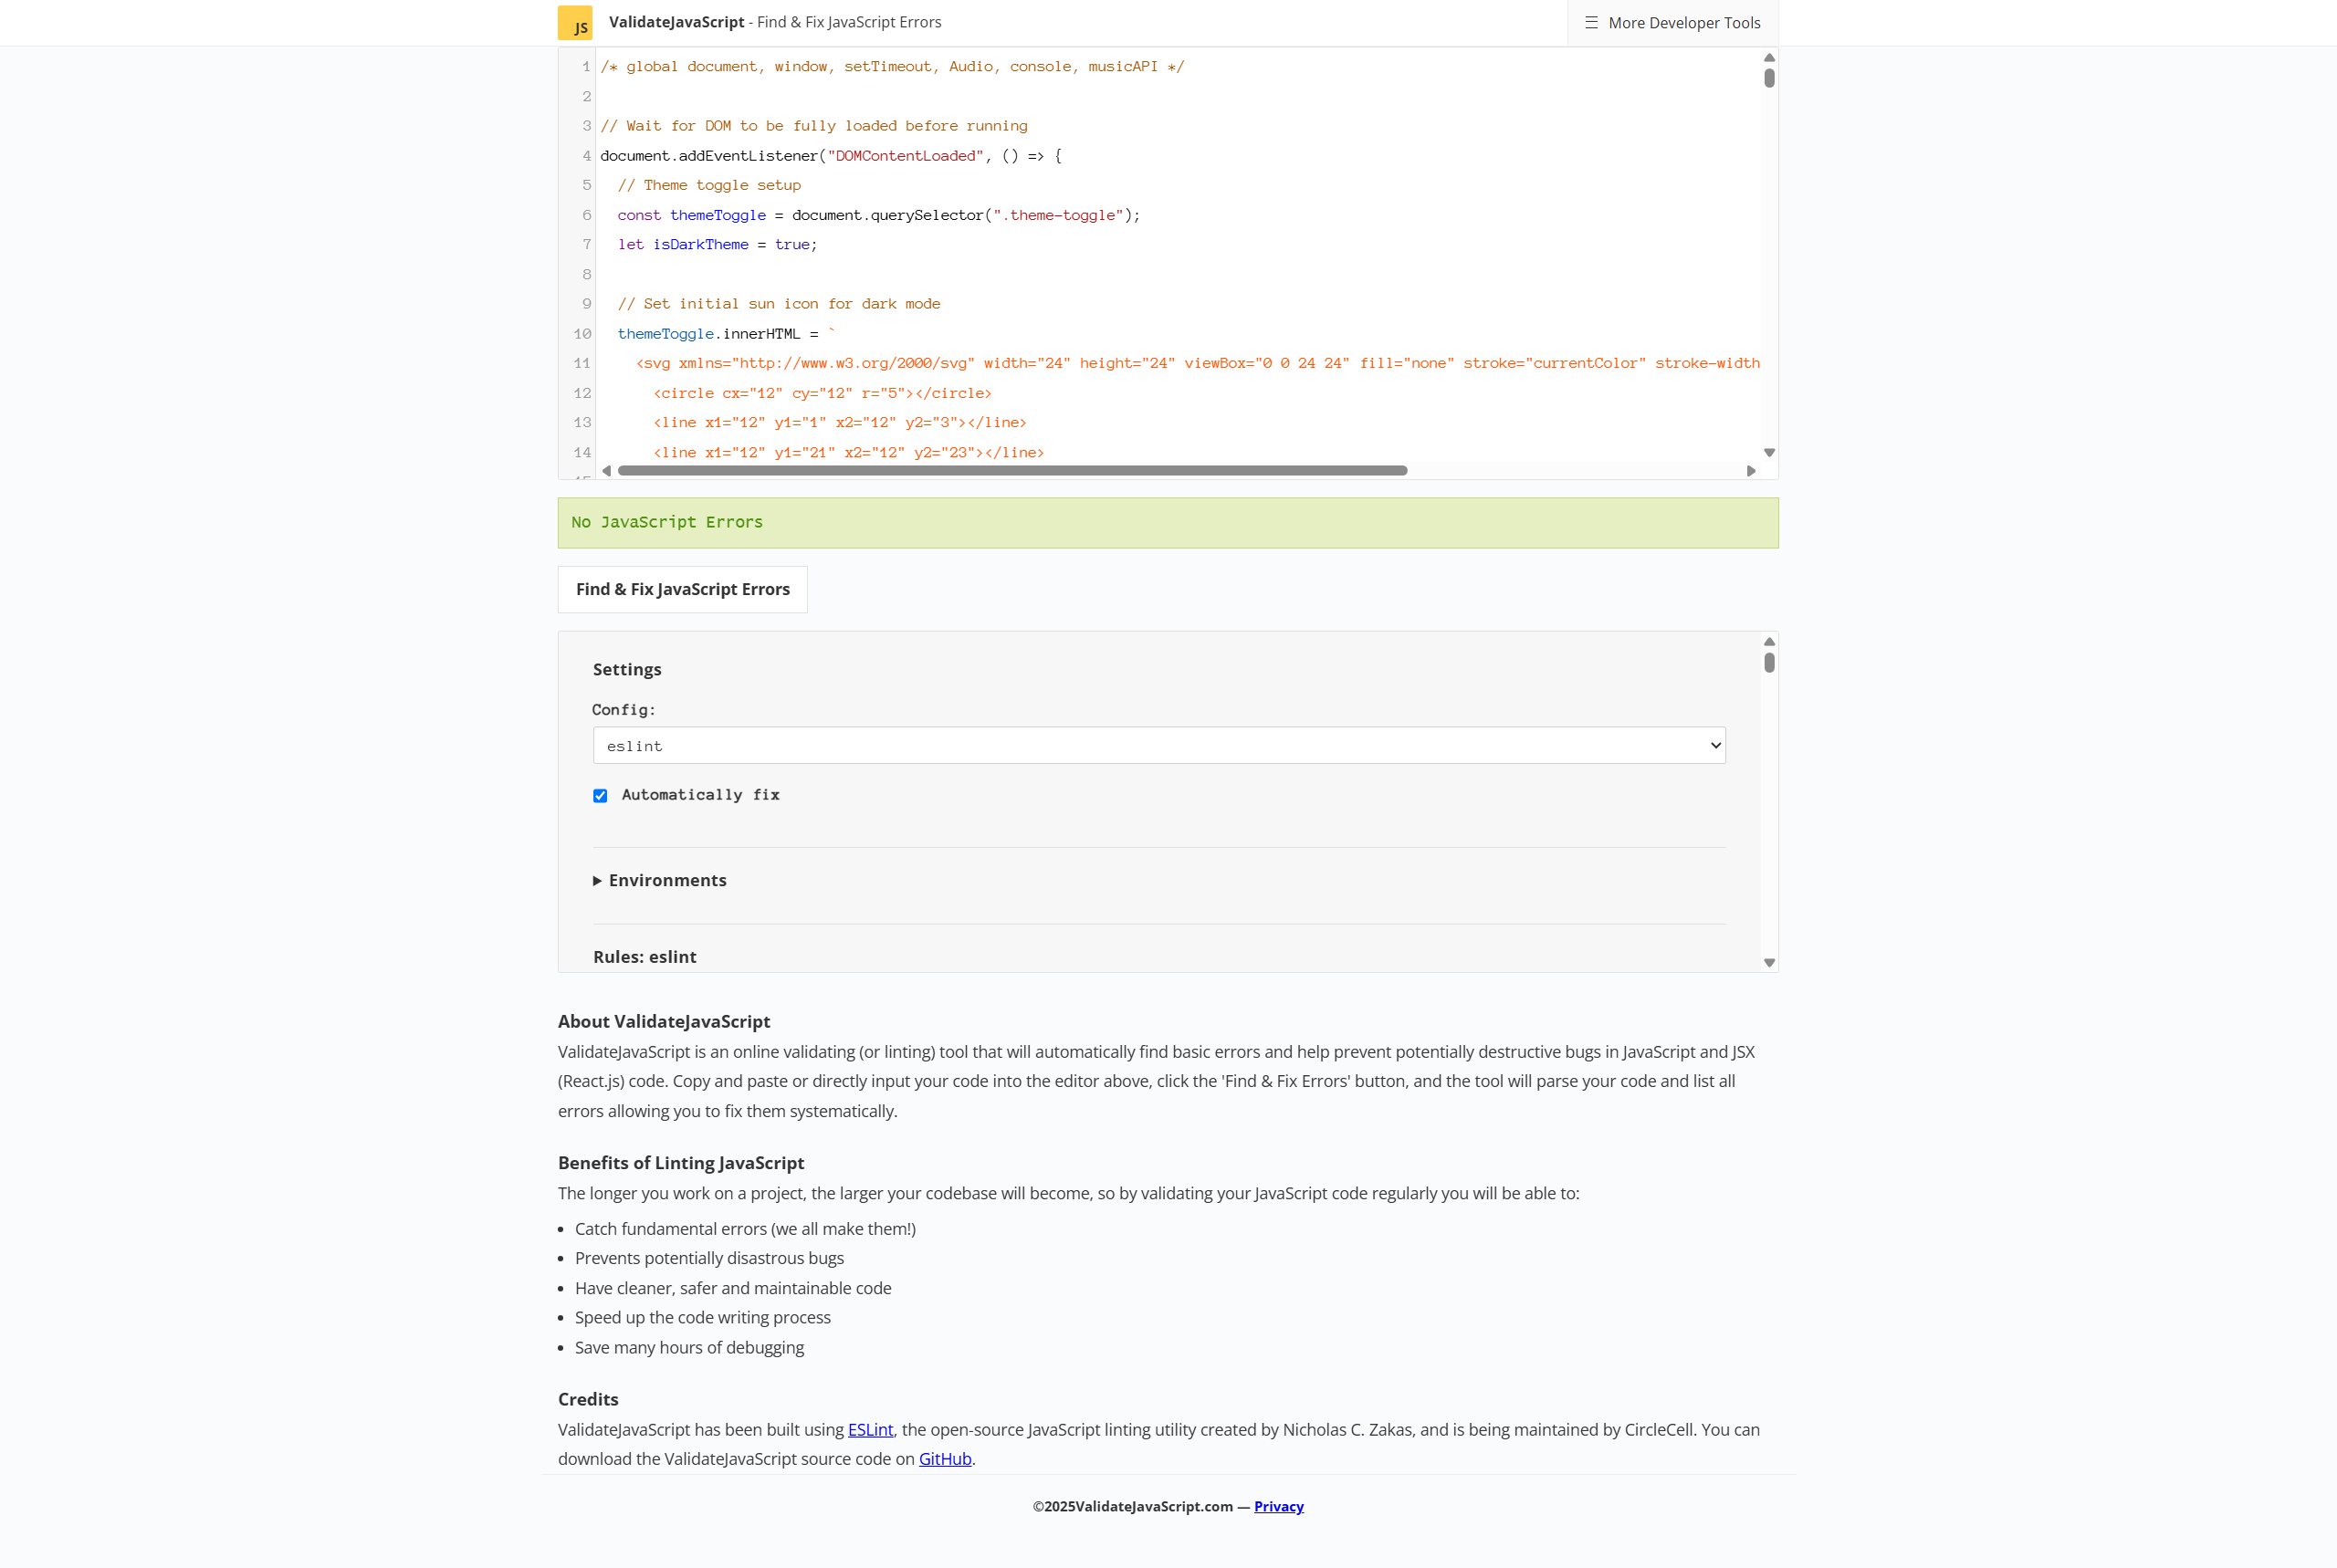 JS
ValidateJavaScript - Find & Fix JavaScript Errors
☰ More Developer Tools
1 /* global document, window, setTimeout, Audio, console, musicAPI */
2
3 // Wait for DOM to be fully loaded before running
4 document.addEventListener("DOMContentLoaded", () => {
5 // Theme toggle setup
6 const themeToggle = document.querySelector(".theme-toggle");
7 let isDarkTheme = true;
8
9 // Set initial sun icon for dark mode
10 themeToggle.innerHTML = `
11 <svg xmlns="http://www.w3.org/2000/svg" width="24" height="24" viewBox="0 0 24 24" fill="none" stroke="currentColor" stroke-width
12 <circle cx="12" cy="12" r="5"></circle>
13 <line x1="12" y1="1" x2="12" y2="3"></line>
14 <line x1="12" y1="21" x2="12" y2="23"></line>
No JavaScript Errors
Find & Fix JavaScript Errors
Settings
Config:
eslint
Automatically fix
Environments
Rules: eslint
About ValidateJavaScript
ValidateJavaScript is an online validating (or linting) tool that will automatically find basic errors and help prevent potentially destructive bugs in JavaScript and JSX
(React.js) code. Copy and paste or directly input your code into the editor above, click the 'Find & Fix Errors' button, and the tool will parse your code and list all
errors allowing you to fix them systematically.
Benefits of Linting JavaScript
The longer you work on a project, the larger your codebase will become, so by validating your JavaScript code regularly you will be able to:
• Catch fundamental errors (we all make them!)
• Prevents potentially disastrous bugs
• Have cleaner, safer and maintainable code
• Speed up the code writing process
• Save many hours of debugging
Credits
ValidateJavaScript has been built using ESLint, the open-source JavaScript linting utility created by Nicholas C. Zakas, and is being maintained by CircleCell. You can
download the ValidateJavaScript source code on GitHub.
©2025ValidateJavaScript.com — Privacy